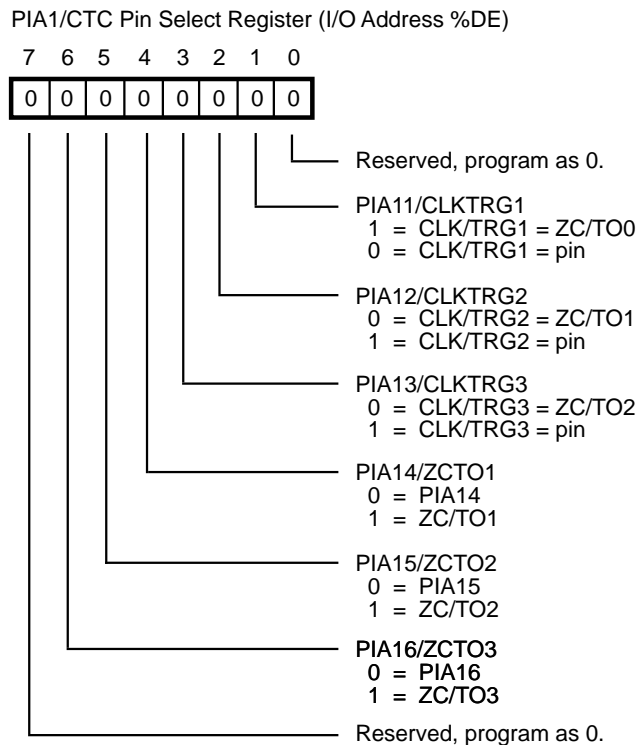 PIA1/CTC Pin Select Register (I/O Address %DE)
7 6 5 4 3 2 1 0
0 0 0 0 0 0 0 0
Reserved, program as 0.
PIA11/CLKTRG1
1 = CLK/TRG1 = ZC/TO0
0 = CLK/TRG1 = pin
PIA12/CLKTRG2
0 = CLK/TRG2 = ZC/TO1
1 = CLK/TRG2 = pin
PIA13/CLKTRG3
0 = CLK/TRG3 = ZC/TO2
1 = CLK/TRG3 = pin
PIA14/ZCTO1
0 = PIA14
1 = ZC/TO1
PIA15/ZCTO2
0 = PIA15
1 = ZC/TO2
PIA16/ZCTO3
0 = PIA16
1 = ZC/TO3
Reserved, program as 0.